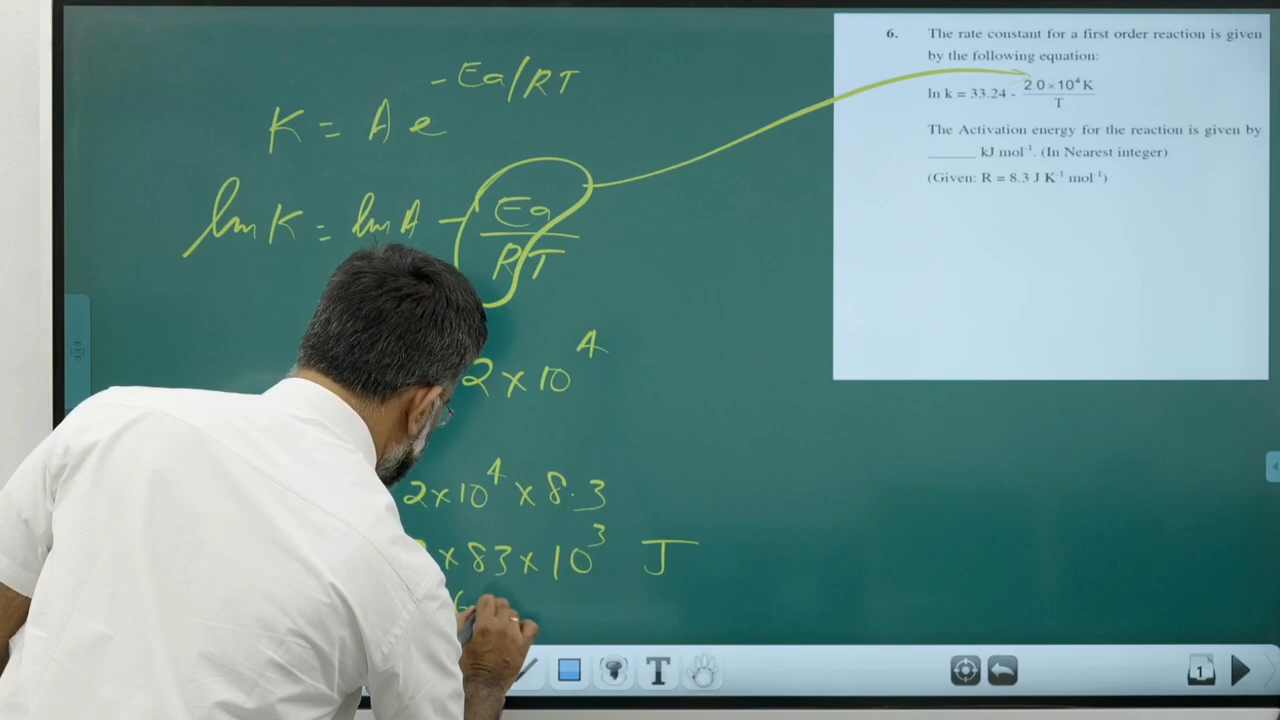 K = A e^-Ea/RT
ln K = ln A - Ea/RT
2 × 10^4
2 × 10^4 × 8.3
× 83 × 10^3 J
6
6. The rate constant for a first order reaction is given
by the following equation:
ln k = 33.24 - 2.0×10^4 K/T
The Activation energy for the reaction is given by
_____ kJ mol^-1. (In Nearest integer)
(Given: R = 8.3 J K^-1 mol^-1)
T
1